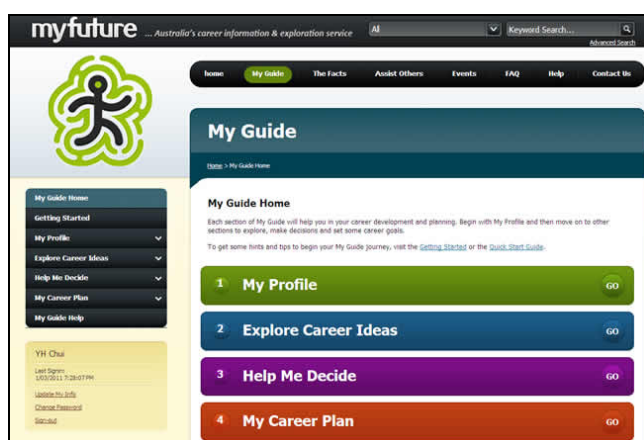 myfuture ... Australia's career information & exploration service
All
Keyword Search...
Advanced Search
home My Guide The Facts Assist Others Events FAQ Help Contact Us
My Guide
Home > My Guide Home
My Guide Home
Getting Started
My Profile
Explore Career Ideas
Help Me Decide
My Career Plan
My Guide Help
YH Chui
Last Signin
1/03/2011 7:28:07 PM
Update My Info
Change Password
Sign out
My Guide Home
Each section of My Guide will help you in your career development and planning. Begin with My Profile and then move on to other
sections to explore, make decisions and set some career goals.
To get some hints and tips to begin your My Guide journey, visit the Getting Started or the Quick Start Guide.
1 My Profile GO
2 Explore Career Ideas GO
3 Help Me Decide GO
4 My Career Plan GO